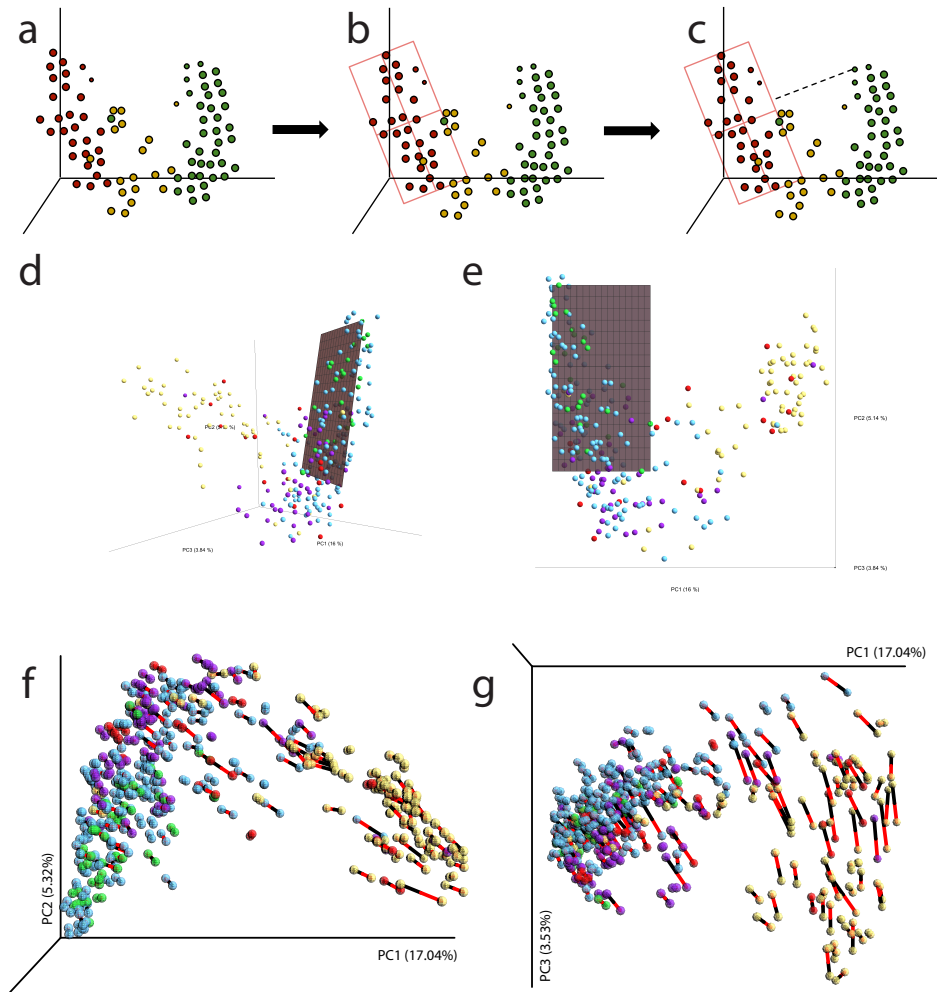 a
b
c
d
e
PC3 (3.84 %)
PC1 (16 %)
PC2 (5.14 %)
PC3 (3.84 %)
PC1 (16 %)
f
g
PC2 (5.32%)
PC1 (17.04%)
PC1 (17.04%)
PC3 (3.53%)